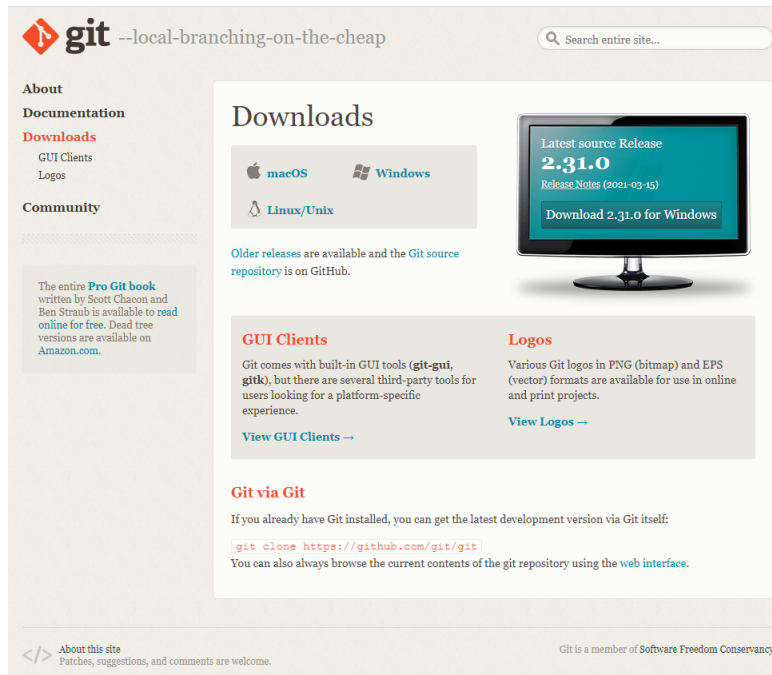 git --local-branching-on-the-cheap
Search entire site...
About
Documentation
Downloads
GUI Clients
Logos
Community
The entire Pro Git book
written by Scott Chacon and
Ben Straub is available to read
online for free. Dead tree
versions are available on
Amazon.com.
Downloads
macOS
Windows
Linux/Unix
Older releases are available and the Git source
repository is on GitHub.
Latest source Release
2.31.0
Release Notes (2021-03-15)
Download 2.31.0 for Windows
GUI Clients
Git comes with built-in GUI tools (git-gui,
gitk), but there are several third-party tools for
users looking for a platform-specific
experience.
View GUI Clients →
Logos
Various Git logos in PNG (bitmap) and EPS
(vector) formats are available for use in online
and print projects.
View Logos →
Git via Git
If you already have Git installed, you can get the latest development version via Git itself:
git clone https://github.com/git/git
You can also always browse the current contents of the git repository using the web interface.
</> About this site
Patches, suggestions, and comments are welcome.
Git is a member of Software Freedom Conservancy